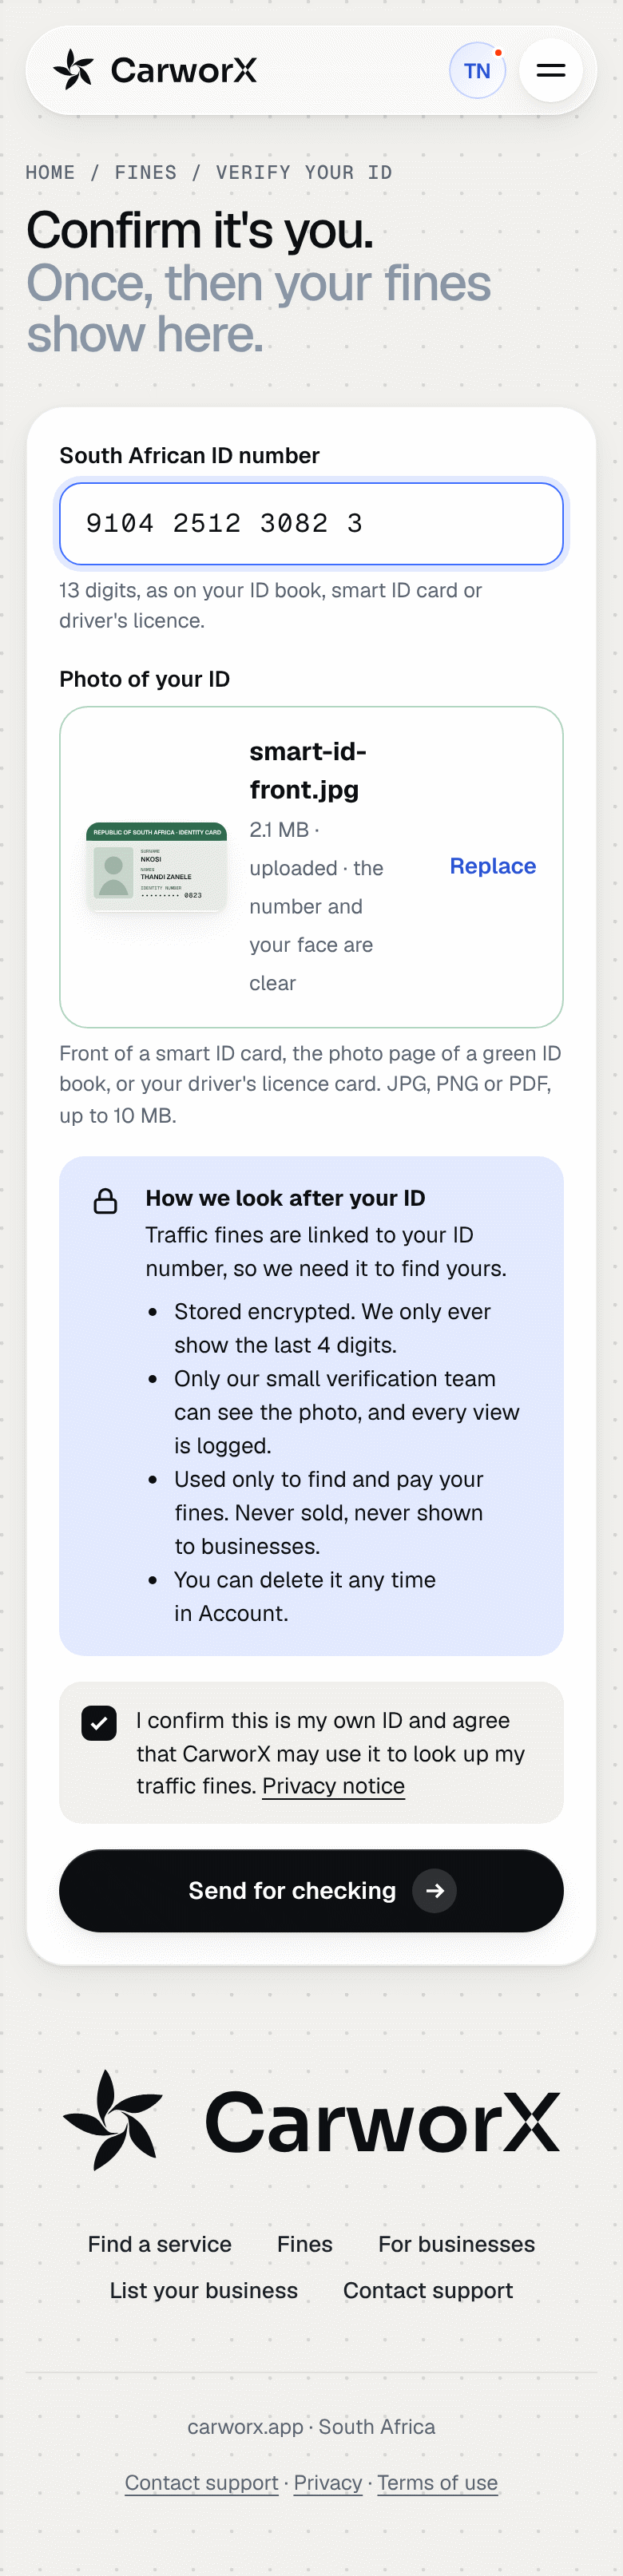 CarworX
TN
HOME / FINES / VERIFY YOUR ID
Confirm it's you.
Once, then your fines
show here.
South African ID number
9104 2512 3082 3
13 digits, as on your ID book, smart ID card or
driver's licence.
Photo of your ID
smart-id-
front.jpg
2.1 MB ·
uploaded · the
number and
your face are
clear
REPUBLIC OF SOUTH AFRICA · IDENTITY CARD
SURNAME
NKOSI
NAMES
THANDI ZANELE
IDENTITY NUMBER
••••••••• 0823
Replace
Front of a smart ID card, the photo page of a green ID
book, or your driver's licence card. JPG, PNG or PDF,
up to 10 MB.
How we look after your ID
Traffic fines are linked to your ID
number, so we need it to find yours.
• Stored encrypted. We only ever
show the last 4 digits.
• Only our small verification team
can see the photo, and every view
is logged.
• Used only to find and pay your
fines. Never sold, never shown
to businesses.
• You can delete it any time
in Account.
I confirm this is my own ID and agree
that CarworX may use it to look up my
traffic fines. Privacy notice
Send for checking
CarworX
Find a service Fines For businesses
List your business Contact support
carworx.app · South Africa
Contact support · Privacy · Terms of use